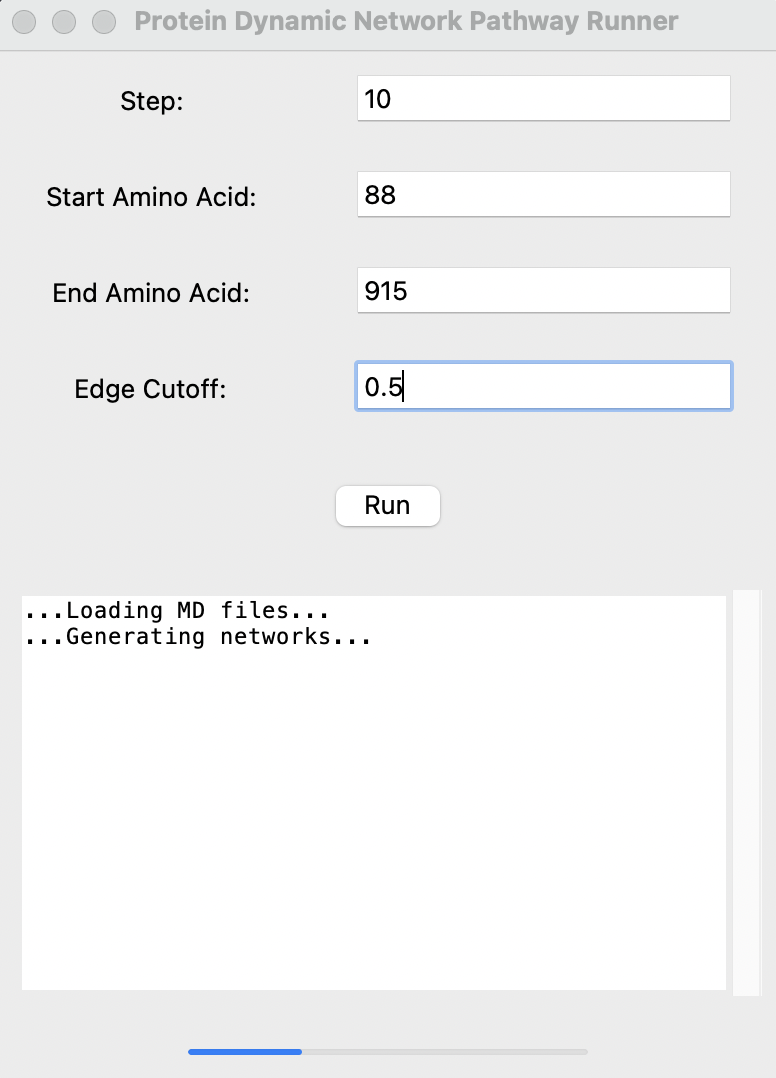 Protein Dynamic Network Pathway Runner
Step: 10
Start Amino Acid: 88
End Amino Acid: 915
Edge Cutoff: 0.5
Run
...Loading MD files...
...Generating networks...